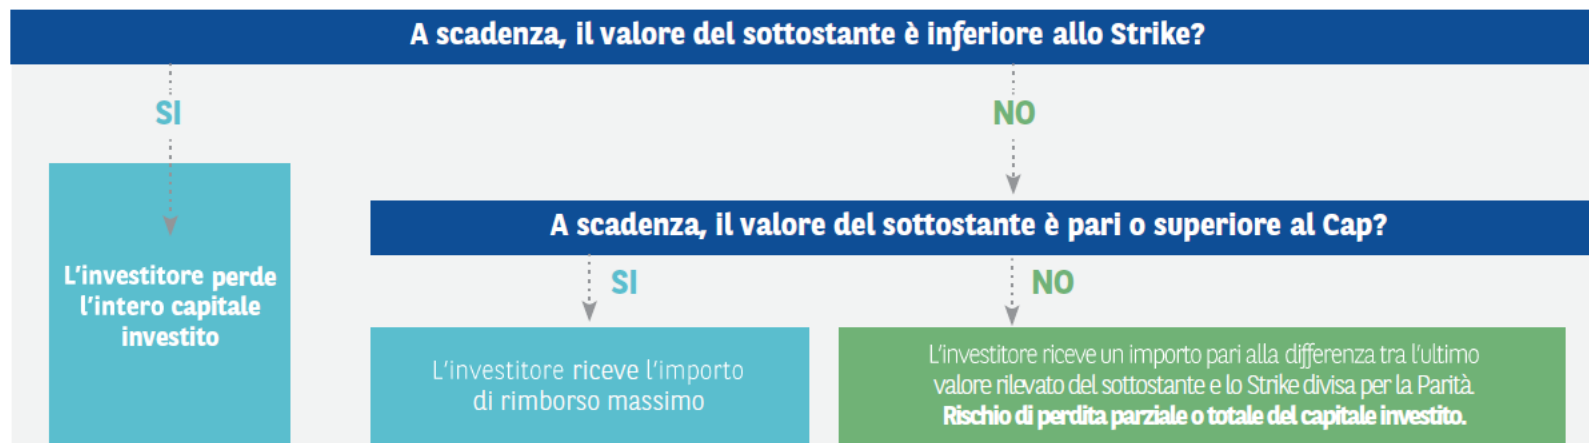 A scadenza, il valore del sottostante è inferiore allo Strike?
SI
NO
L'investitore perde
l'intero capitale
investito
A scadenza, il valore del sottostante è pari o superiore al Cap?
SI
NO
L'investitore riceve l'importo
di rimborso massimo
L'investitore riceve un importo pari alla differenza tra l'ultimo
valore rilevato del sottostante e lo Strike divisa per la Parità.
Rischio di perdita parziale o totale del capitale investito.